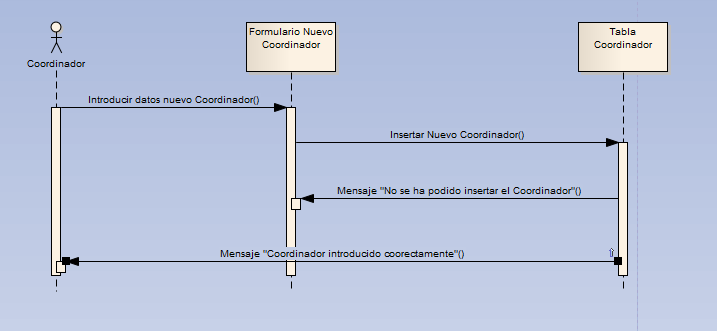 Formulario Nuevo
Coordinador
Tabla
Coordinador
Coordinador
Introducir datos nuevo Coordinador()
Insertar Nuevo Coordinador()
Mensaje "No se ha podido insertar el Coordinador"()
Mensaje "Coordinador introducido coorectamente"()